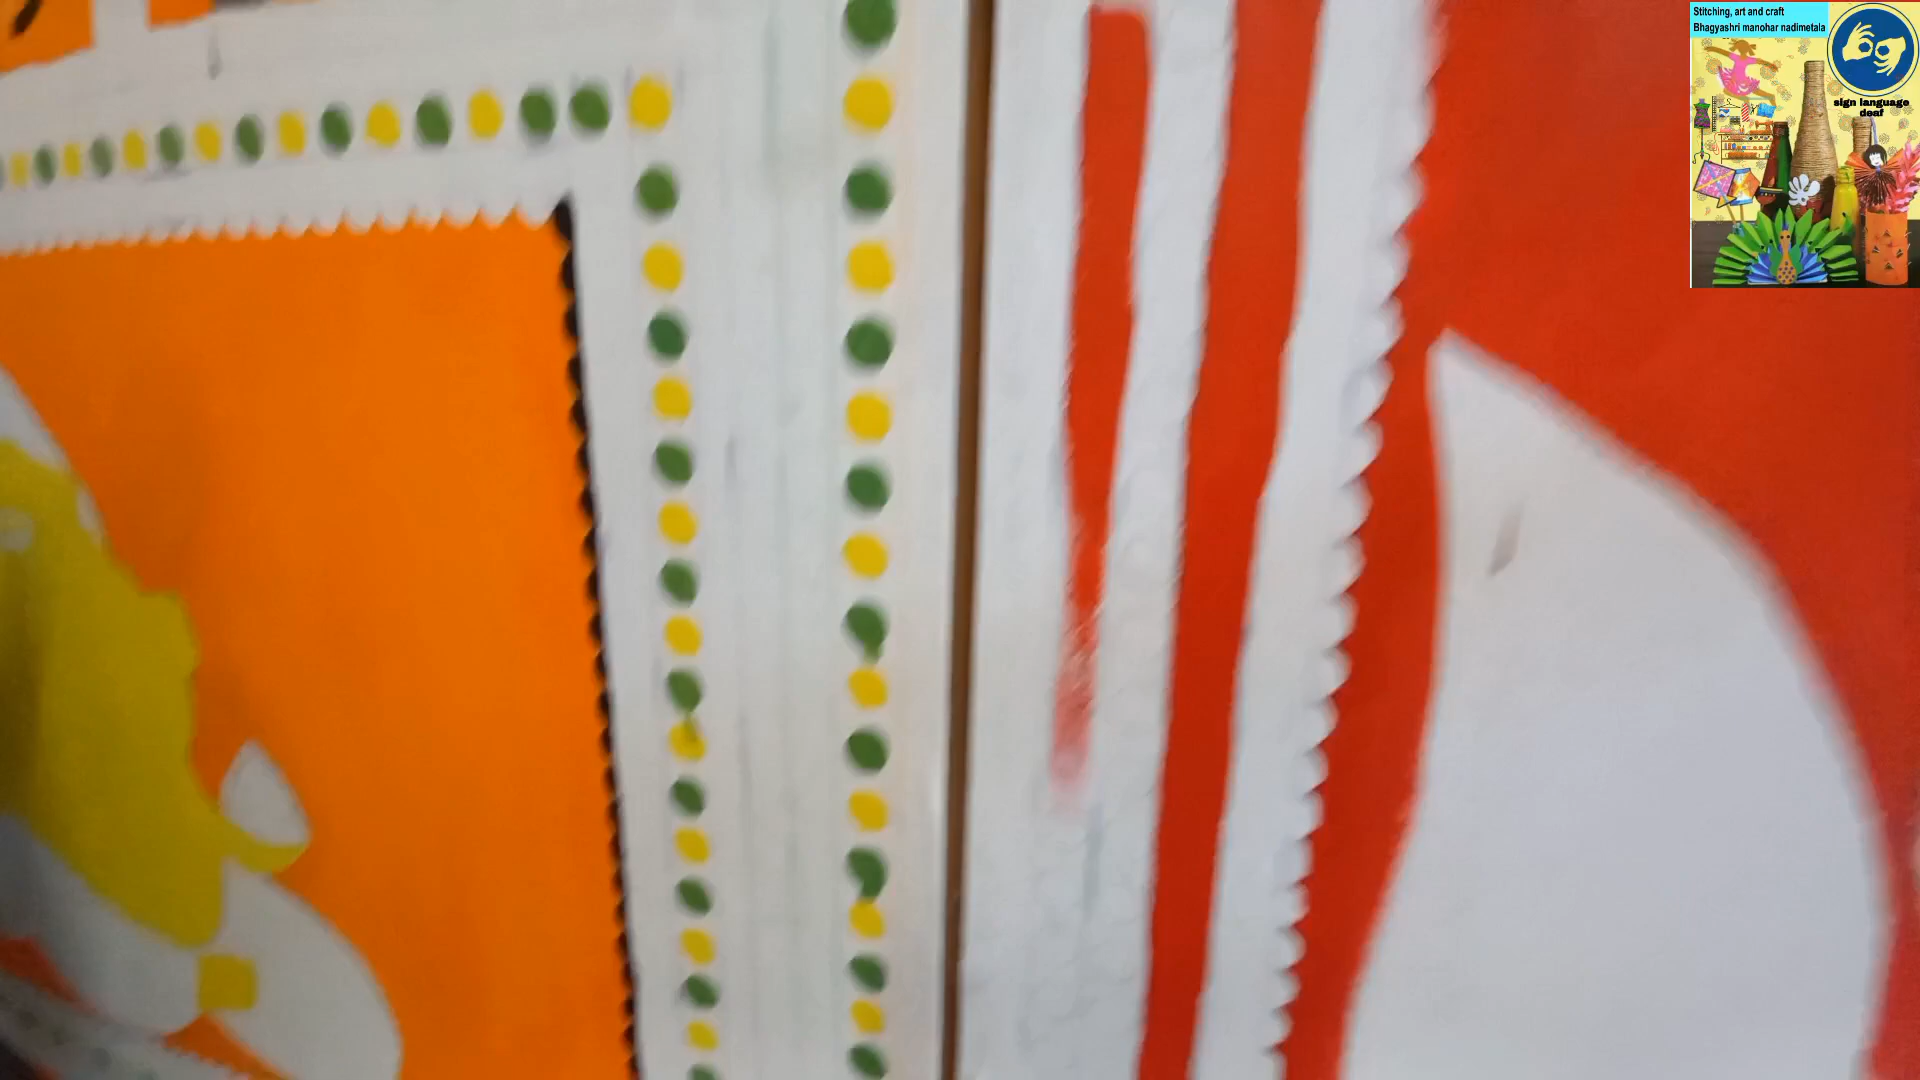 Stitching, art and craft
Bhagyashri manohar nadimetala
sign language
deaf